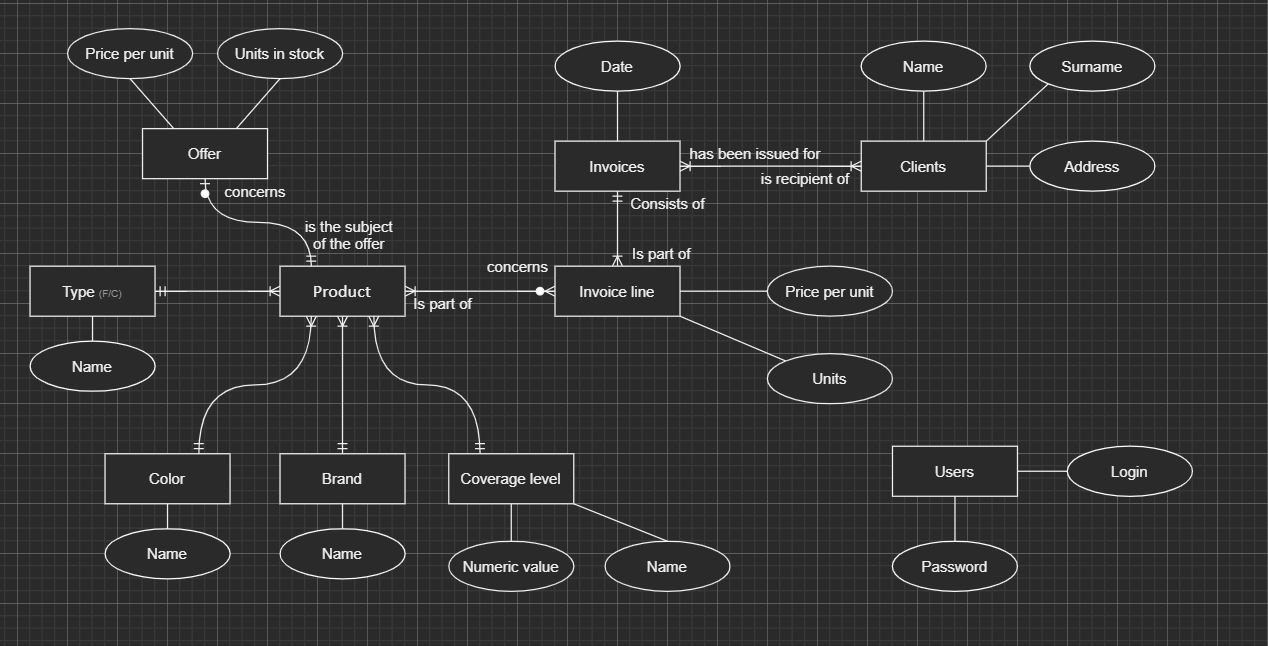 Price per unit
Units in stock
Date
Name
Surname
Offer
Invoices
has been issued for
is recipient of
Clients
Address
concerns
Consists of
is the subject
of the offer
Is part of
concerns
Type (F/C)
Product
Is part of
Invoice line
Price per unit
Name
Units
Color
Brand
Coverage level
Users
Login
Name
Name
Numeric value
Name
Password